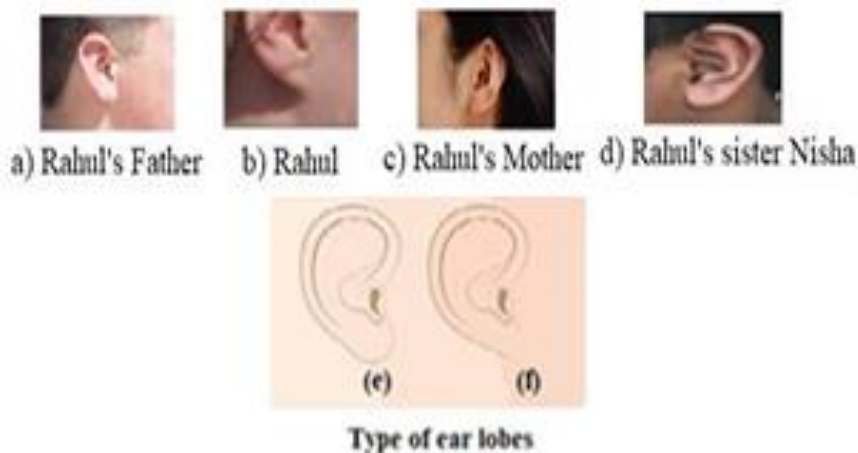 a) Rahul's Father b) Rahul c) Rahul's Mother d) Rahul's sister Nisha
(e) (f)
Type of ear lobes